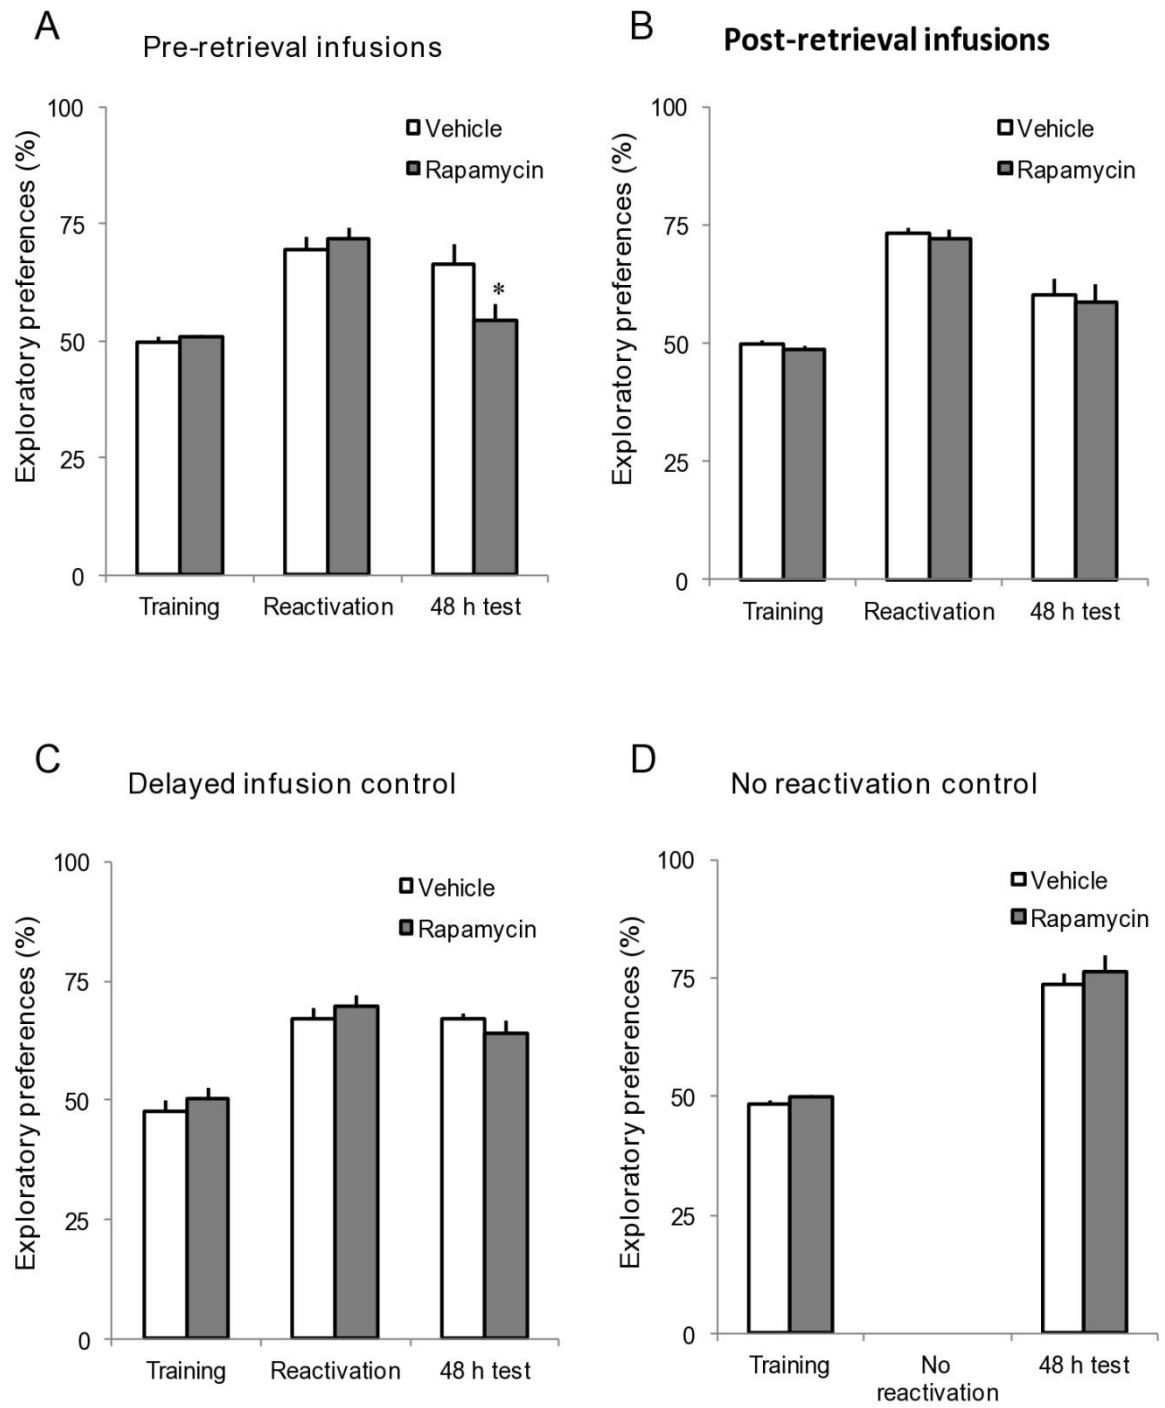 A
Pre-retrieval infusions
Exploratory preferences (%)
100
75
50
25
0
Vehicle
Rapamycin
*
Training
Reactivation
48 h test
B
Post-retrieval infusions
Exploratory preferences (%)
100
75
50
25
0
Vehicle
Rapamycin
Training
Reactivation
48 h test
C
Delayed infusion control
Exploratory preferences (%)
100
75
50
25
0
Vehicle
Rapamycin
Training
Reactivation
48 h test
D
No reactivation control
Exploratory preferences (%)
100
75
50
25
0
Vehicle
Rapamycin
Training
No
reactivation
48 h test